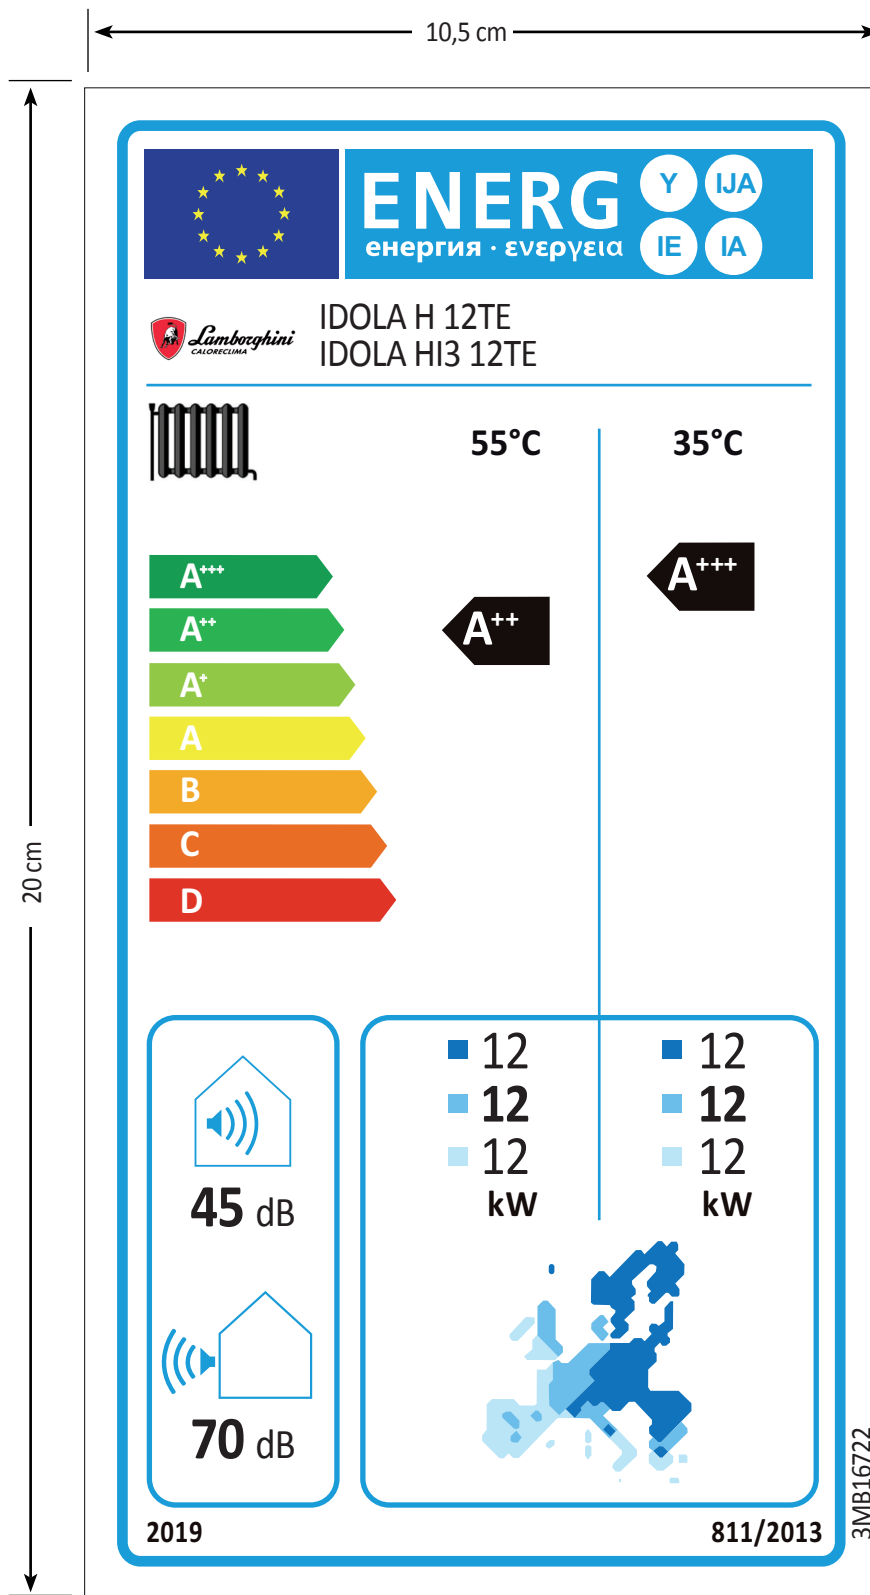 10,5 cm
20 cm
ENERG
енергия · ενεργεια
Y IJA
IE IA
Lamborghini
CALORECLIMA
IDOLA H 12TE
IDOLA HI3 12TE
55°C 35°C
A+++
A++
A+
A
B
C
D
A++
A+++
45 dB
70 dB
12 12
12 12
12 12
kW kW
2019
811/2013
3MB16722